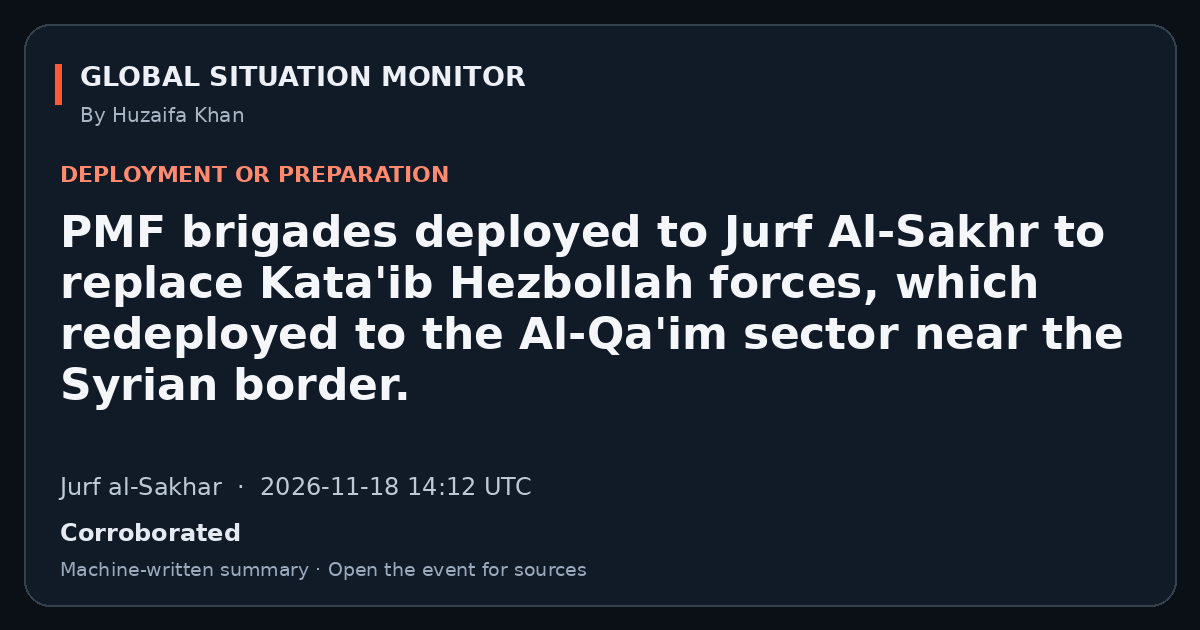 GLOBAL SITUATION MONITOR
By Huzaifa Khan
DEPLOYMENT OR PREPARATION
PMF brigades deployed to Jurf Al-Sakhr to
replace Kata'ib Hezbollah forces, which
redeployed to the Al-Qa'im sector near the
Syrian border.
Jurf al-Sakhar · 2026-11-18 14:12 UTC
Corroborated
Machine-written summary · Open the event for sources